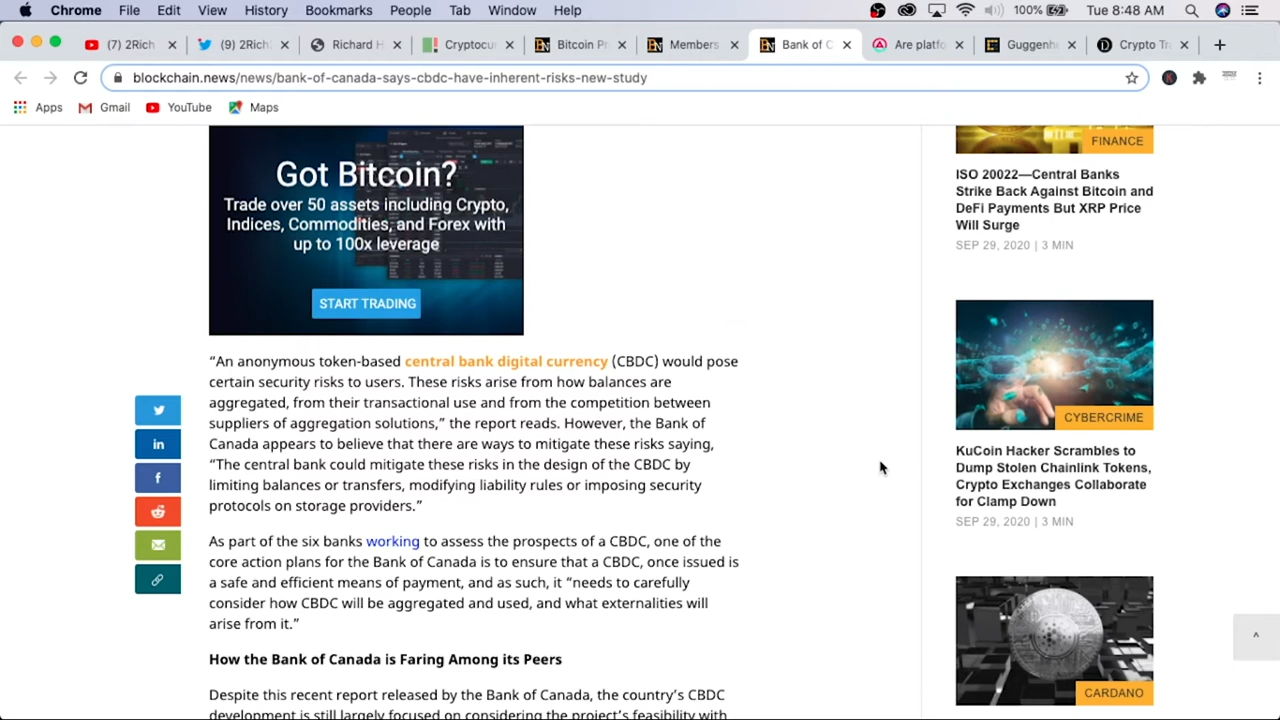 Chrome File Edit View History Bookmarks People Tab Window Help 100% Tue 8:48 AM
(7) 2Rich (9) 2Rich Richard H Cryptocu Bitcoin Pr Members Bank of C Are platfo Guggenh Crypto Tr
blockchain.news/news/bank-of-canada-says-cbdc-have-inherent-risks-new-study
Apps Gmail YouTube Maps
Got Bitcoin?
Trade over 50 assets including Crypto,
Indices, Commodities, and Forex with
up to 100x leverage
START TRADING
“An anonymous token-based central bank digital currency (CBDC) would pose
certain security risks to users. These risks arise from how balances are
aggregated, from their transactional use and from the competition between
suppliers of aggregation solutions,” the report reads. However, the Bank of
Canada appears to believe that there are ways to mitigate these risks saying,
“The central bank could mitigate these risks in the design of the CBDC by
limiting balances or transfers, modifying liability rules or imposing security
protocols on storage providers.”
As part of the six banks working to assess the prospects of a CBDC, one of the
core action plans for the Bank of Canada is to ensure that a CBDC, once issued is
a safe and efficient means of payment, and as such, it “needs to carefully
consider how CBDC will be aggregated and used, and what externalities will
arise from it.”
How the Bank of Canada is Faring Among its Peers
Despite this recent report released by the Bank of Canada, the country’s CBDC
development is still largely focused on considering the project’s feasibility with
FINANCE
ISO 20022—Central Banks
Strike Back Against Bitcoin and
DeFi Payments But XRP Price
Will Surge
SEP 29, 2020 | 3 MIN
CYBERCRIME
KuCoin Hacker Scrambles to
Dump Stolen Chainlink Tokens,
Crypto Exchanges Collaborate
for Clamp Down
SEP 29, 2020 | 3 MIN
CARDANO